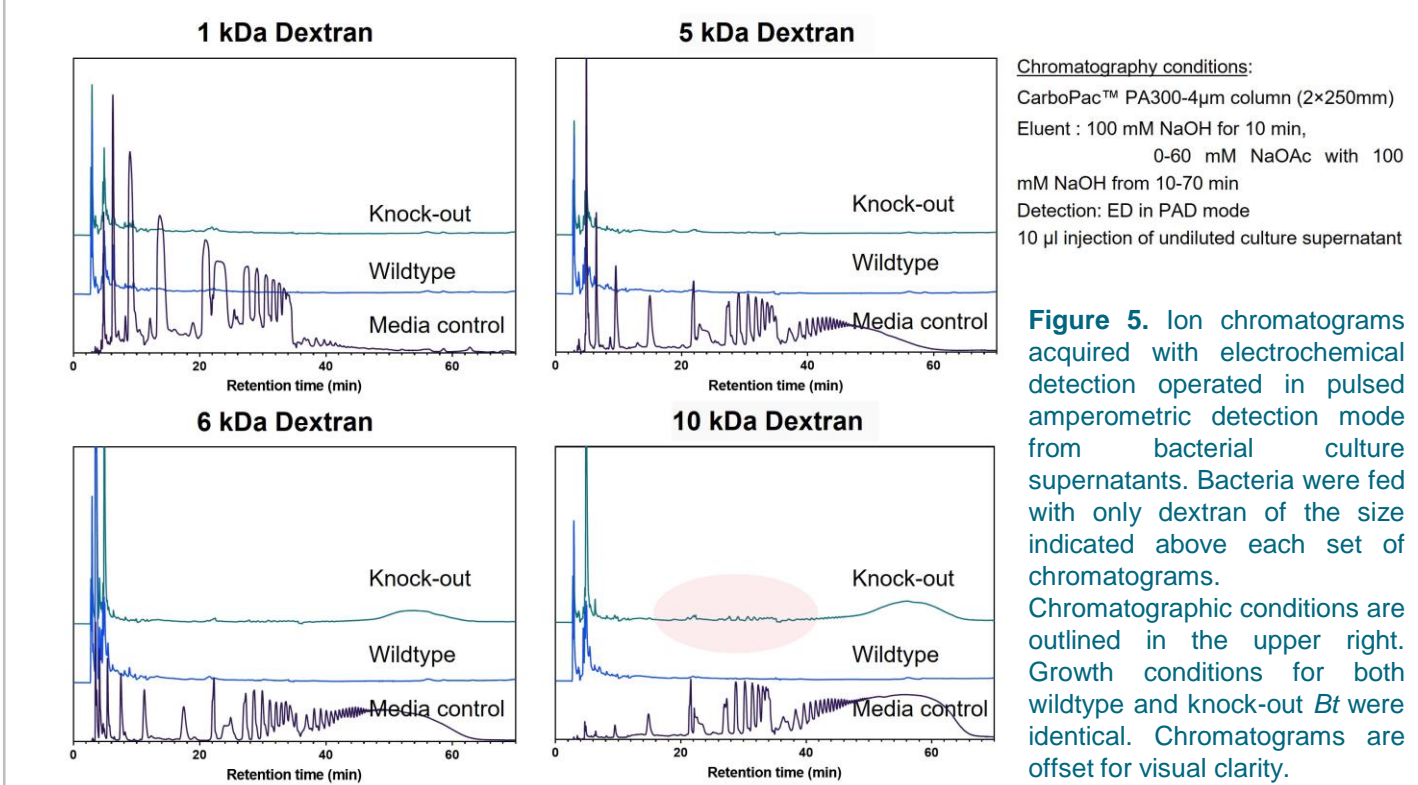 1 kDa Dextran
Knock-out
Wildtype
Media control
0 20 40 60
Retention time (min)
5 kDa Dextran
Knock-out
Wildtype
Media control
0 20 40 60
Retention time (min)
6 kDa Dextran
Knock-out
Wildtype
Media control
0 20 40 60
Retention time (min)
10 kDa Dextran
Knock-out
Wildtype
Media control
0 20 40 60
Retention time (min)
Chromatography conditions:
CarboPac™ PA300-4µm column (2×250mm)
Eluent : 100 mM NaOH for 10 min,
0-60 mM NaOAc with 100
mM NaOH from 10-70 min
Detection: ED in PAD mode
10 µl injection of undiluted culture supernatant
Figure 5. Ion chromatograms
acquired with electrochemical
detection operated in pulsed
amperometric detection mode
from bacterial culture
supernatants. Bacteria were fed
with only dextran of the size
indicated above each set of
chromatograms.
Chromatographic conditions are
outlined in the upper right.
Growth conditions for both
wildtype and knock-out Bt were
identical. Chromatograms are
offset for visual clarity.